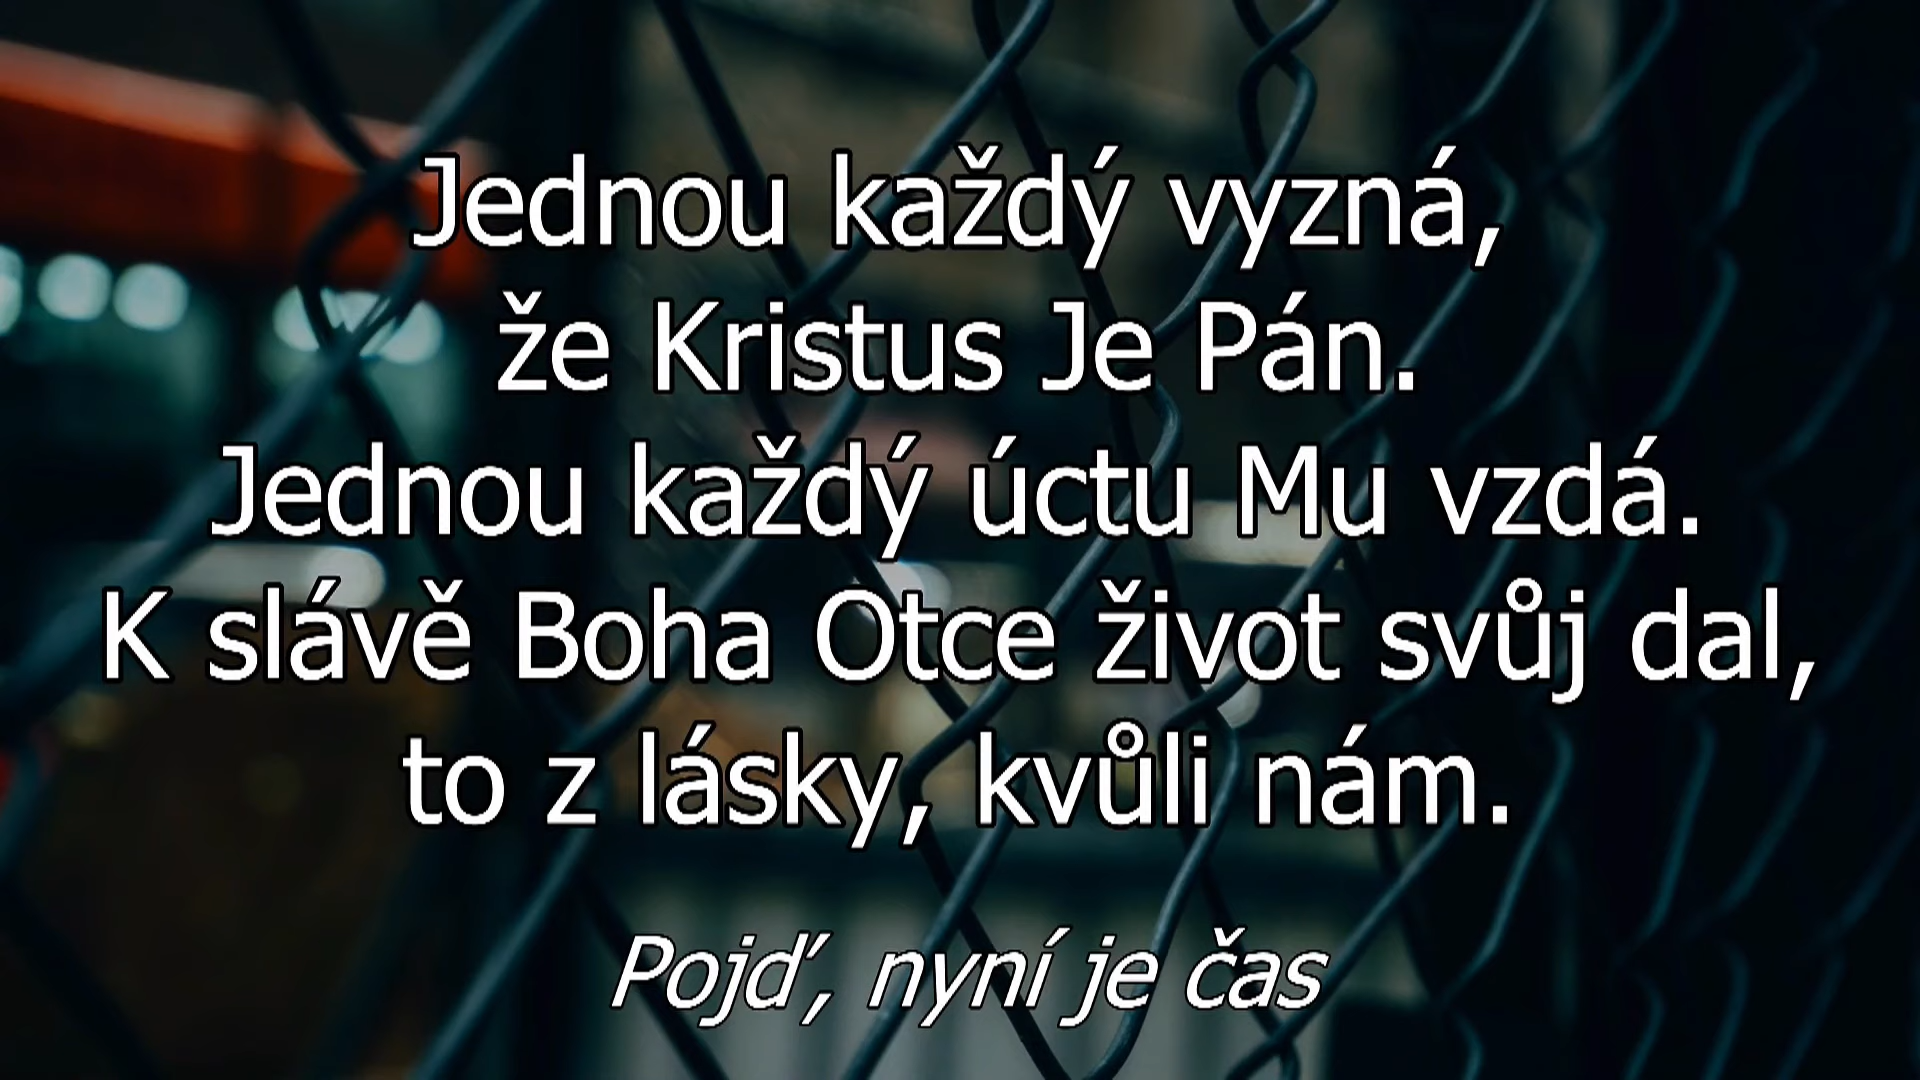 Jednou každý vyzná,
že Kristus Je Pán.
Jednou každý úctu Mu vzdá.
K slávě Boha Otce život svůj dal,
to z lásky, kvůli nám.
Pojď, nyní je čas